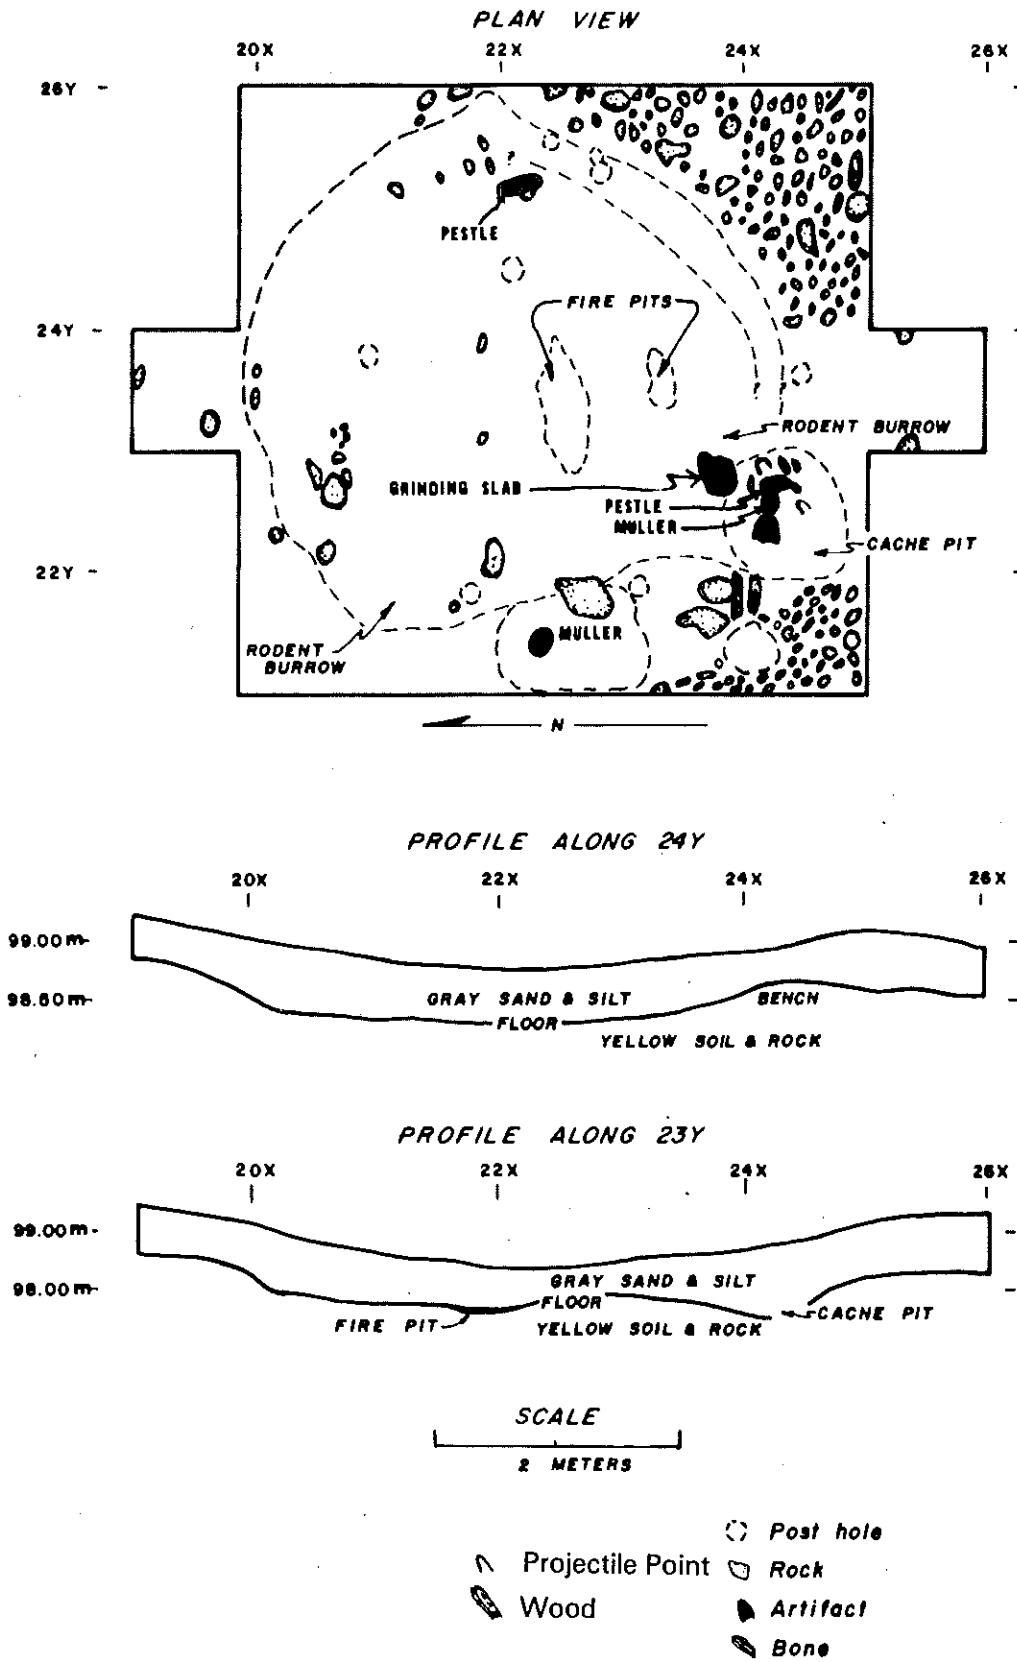 PLAN VIEW
20X 22X 24X 26X
26Y
PESTLE
FIRE PITS
24Y
RODENT BURROW
GRINDING SLAB
PESTLE
MULLER
CACHE PIT
22Y
MULLER
RODENT
BURROW
N
PROFILE ALONG 24Y
20X 22X 24X 26X
99.00m
98.50m
GRAY SAND & SILT
BENCH
FLOOR
YELLOW SOIL & ROCK
PROFILE ALONG 23Y
20X 22X 24X 26X
99.00m
98.00m
GRAY SAND & SILT
FLOOR
CACHE PIT
FIRE PIT
YELLOW SOIL & ROCK
SCALE
2 METERS
Post hole
Projectile Point
Rock
Wood
Artifact
Bone